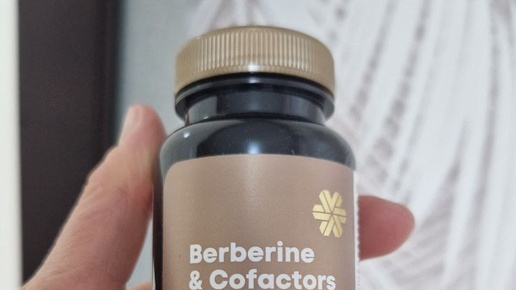 Berberine
& Cofactors